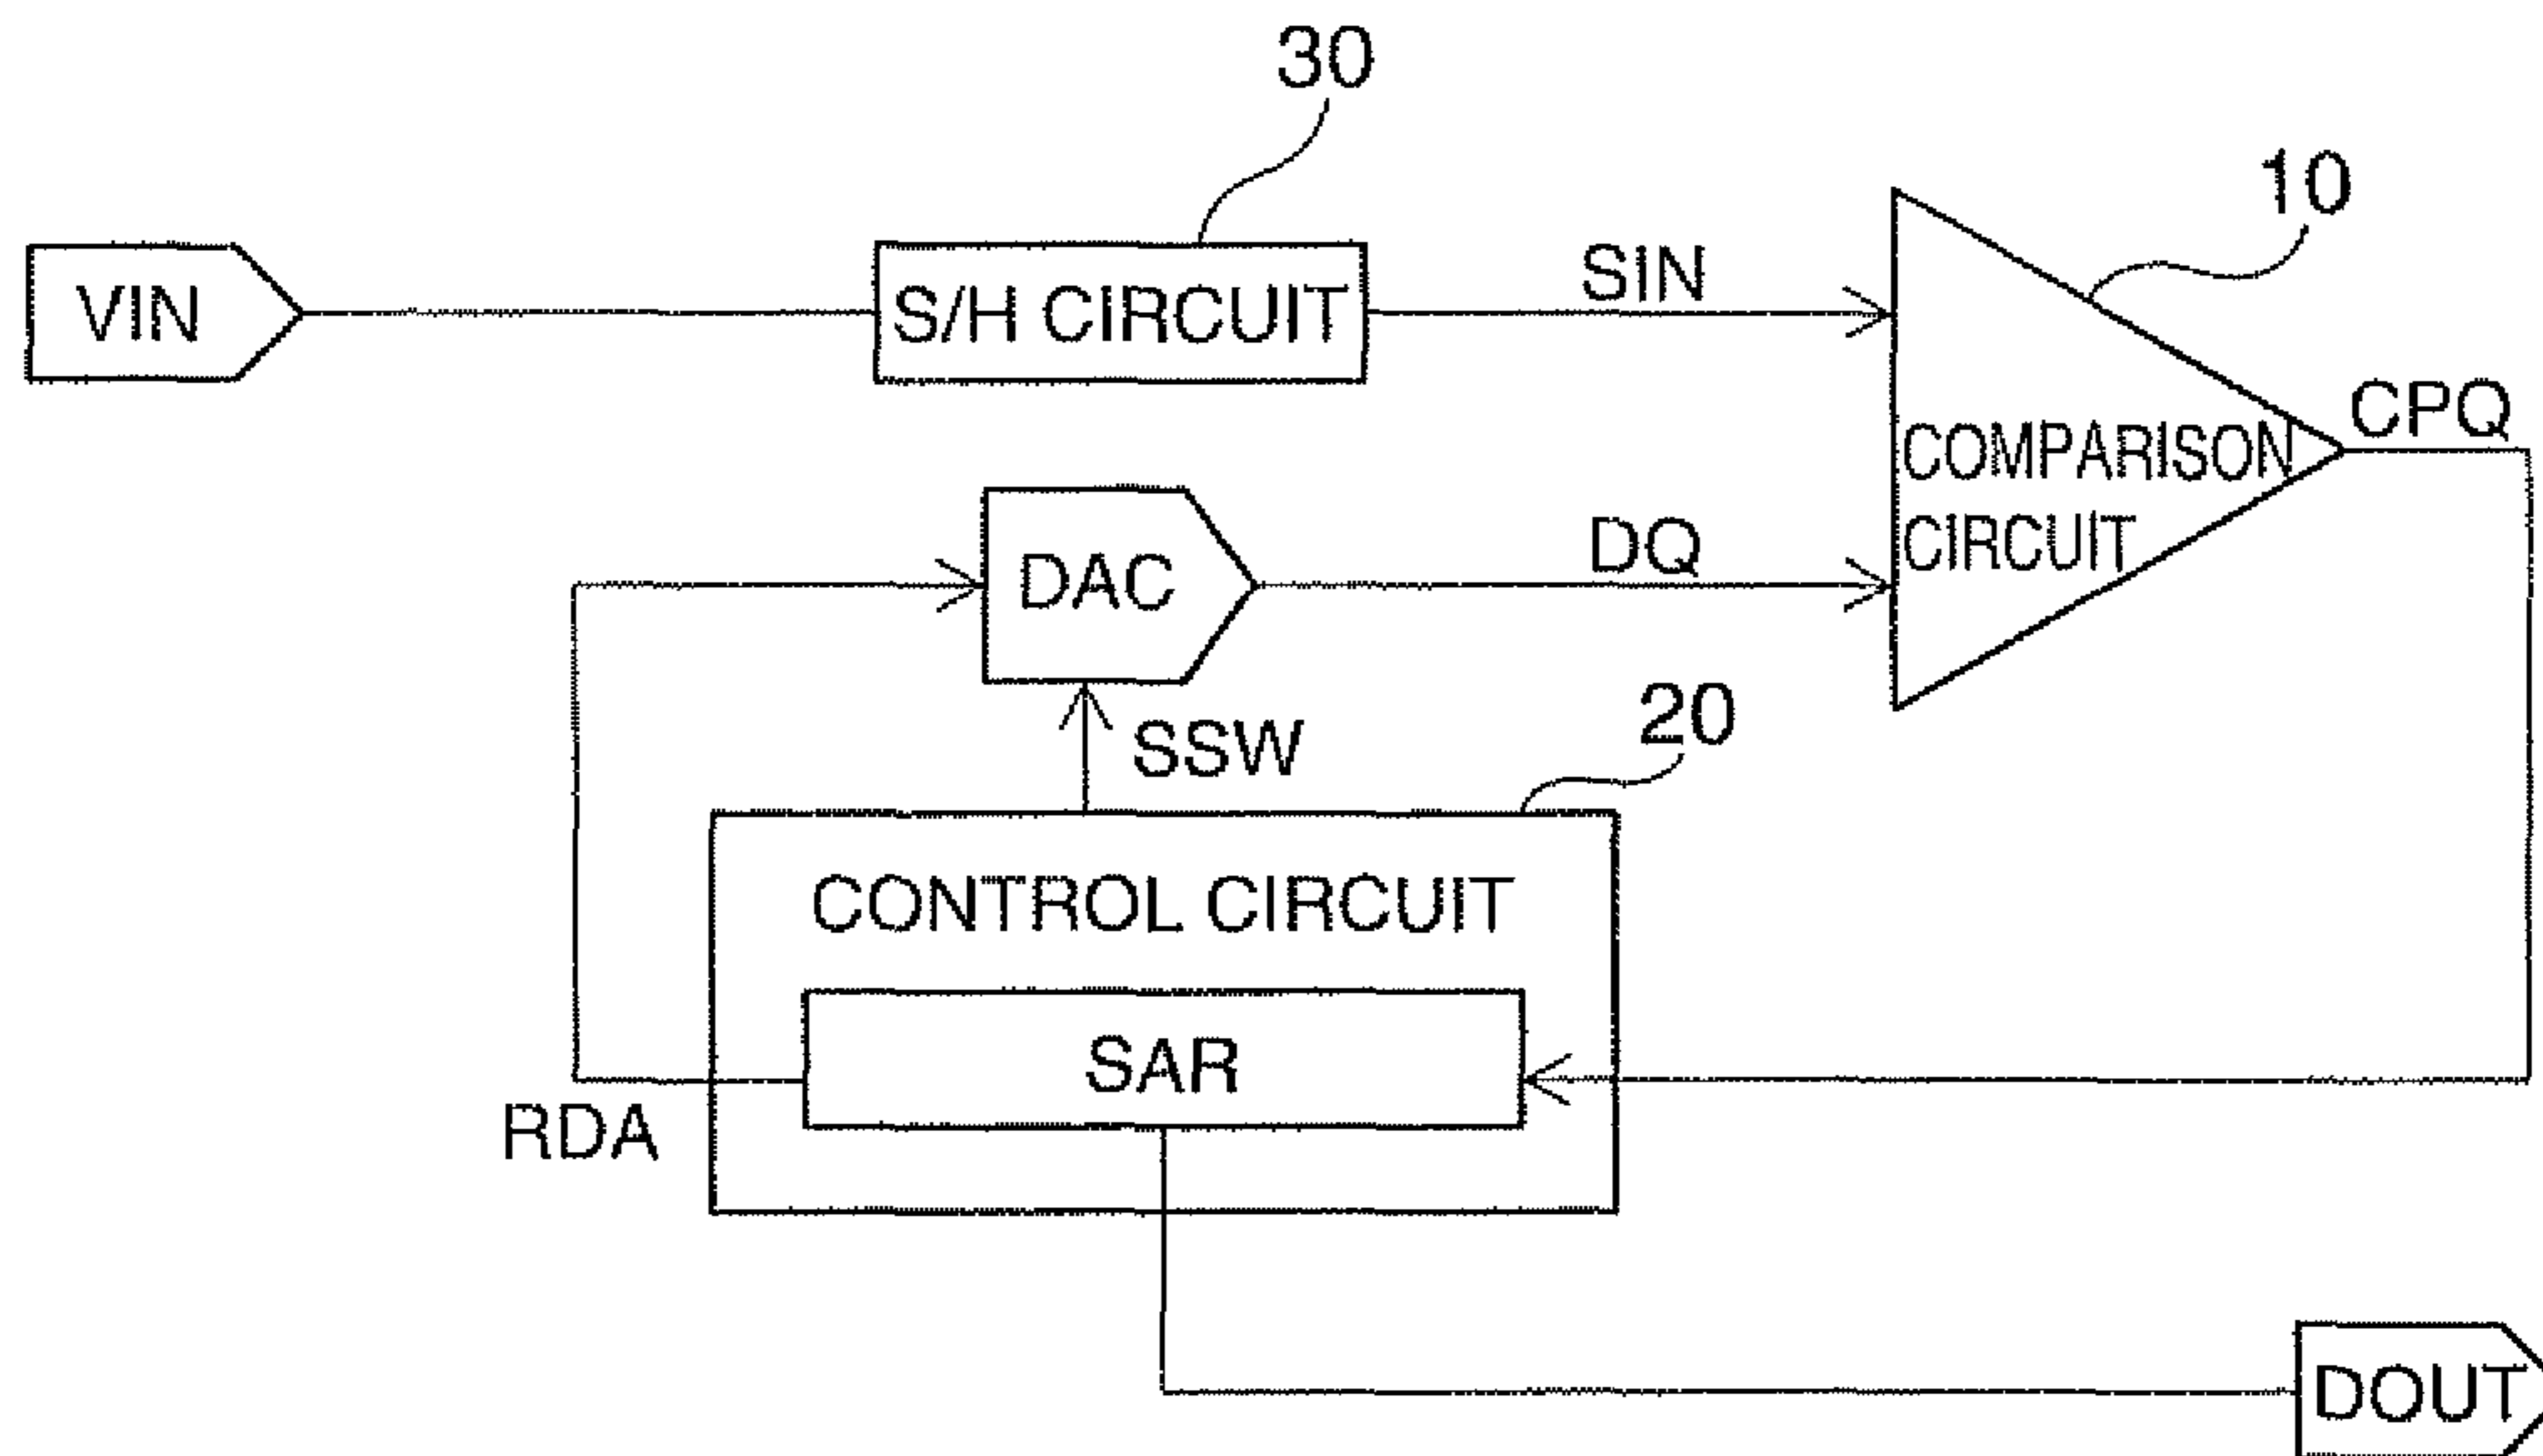 30
10
VIN
S/H CIRCUIT
SIN
CPQ
COMPARISON
CIRCUIT
DAC
DQ
SSW
20
CONTROL CIRCUIT
SAR
RDA
DOUT